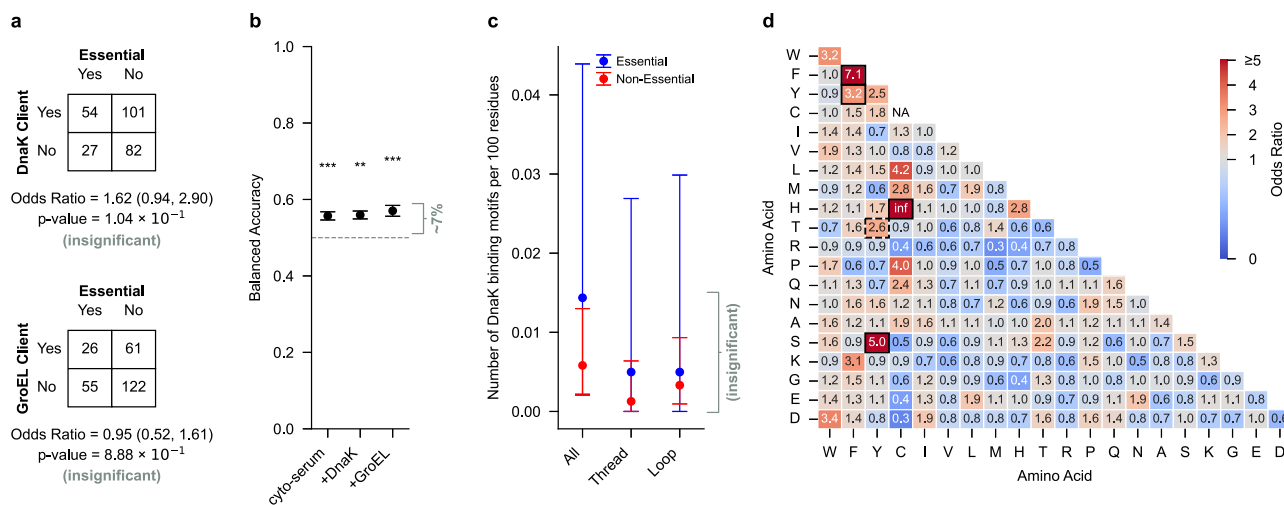 a
Essential
Yes No
DnaK Client
Yes 54 101
No 27 82
Odds Ratio = 1.62 (0.94, 2.90)
p-value = 1.04 × 10⁻¹
(insignificant)
Essential
Yes No
GroEL Client
Yes 26 61
No 55 122
Odds Ratio = 0.95 (0.52, 1.61)
p-value = 8.88 × 10⁻¹
(insignificant)
b
Balanced Accuracy
1.0
0.8
0.6
0.4
0.2
0.0
*** ** ***
~7%
cyto-serum
+DnaK
+GroEL
c
Number of DnaK binding motifs per 100 residues
0.04
0.03
0.02
0.01
0.00
Essential
Non-Essential
(insignificant)
All
Thread
Loop
d
Amino Acid
W 3.2
F 1.0 7.1
Y 0.9 3.2 2.5
C 1.0 1.5 1.8 NA
I 1.4 1.4 0.7 1.3 1.0
V 1.9 1.3 1.0 0.8 0.8 1.2
L 1.2 1.4 1.5 4.2 0.9 1.0 1.0
M 0.9 1.2 0.6 2.8 1.6 0.7 1.9 0.8
H 1.2 1.1 1.7 inf 1.1 1.0 1.0 0.8 2.8
T 0.7 1.6 2.6 0.9 1.0 0.6 0.8 1.4 0.6 0.6
R 0.9 0.9 0.9 0.4 0.6 0.6 0.7 0.3 0.4 0.7 0.8
P 1.7 0.6 0.7 4.0 1.0 0.9 1.0 0.5 0.7 1.0 1.0 0.5
Q 1.1 1.3 0.7 2.4 1.3 0.7 0.8 0.7 0.9 1.0 1.1 1.1 1.6
N 1.0 1.6 1.6 1.2 1.1 0.8 0.7 1.2 0.6 0.9 0.6 1.9 1.5 1.0
A 1.6 1.2 1.1 1.9 1.6 1.1 1.1 1.0 1.0 2.0 1.1 1.2 1.1 1.1 1.4
S 1.6 0.9 5.0 0.5 0.9 0.8 0.9 1.1 1.3 2.2 0.9 1.2 0.6 1.0 0.7 1.5
K 0.9 3.1 0.9 0.9 0.7 0.6 0.8 0.7 0.9 0.7 0.8 0.6 1.5 1.0 0.5 0.8 1.3
G 1.2 1.5 1.1 0.6 1.2 0.9 0.9 0.6 0.4 1.3 0.8 1.0 0.8 1.0 1.0 0.6 0.9
E 1.4 1.3 1.1 0.4 1.3 0.8 1.9 1.1 0.7 0.9 0.7 0.9 0.9 1.9 0.6 0.8 1.1 0.8
D 3.4 1.4 0.8 0.3 1.9 0.8 0.8 0.8 0.7 1.6 0.6 1.6 1.4 1.2 0.7 1.0 0.7 0.7 1.0 0.6
W F Y C I V L M H T R P Q N A S K G E D
Amino Acid
≥5
4
3
2
1
0
Odds Ratio